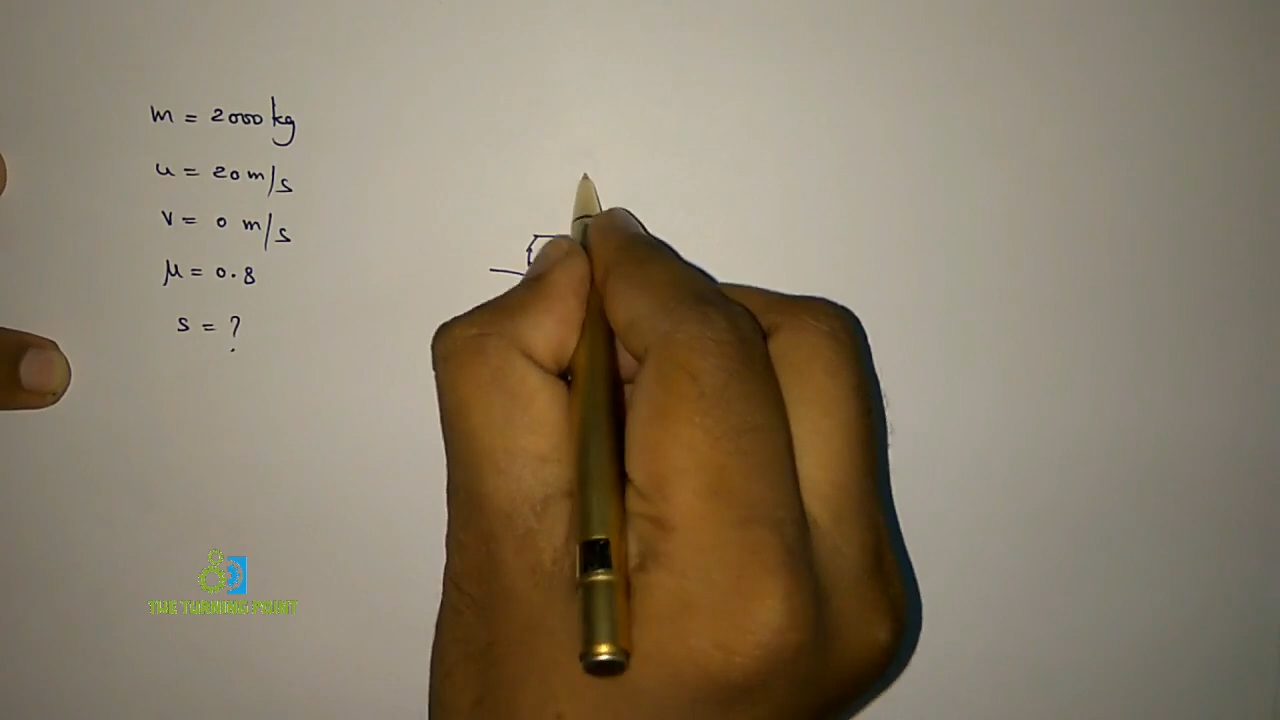 m = 2000 kg
u = 20 m/s
v = 0 m/s
μ = 0.8
s = ?
THE TURNING POINT